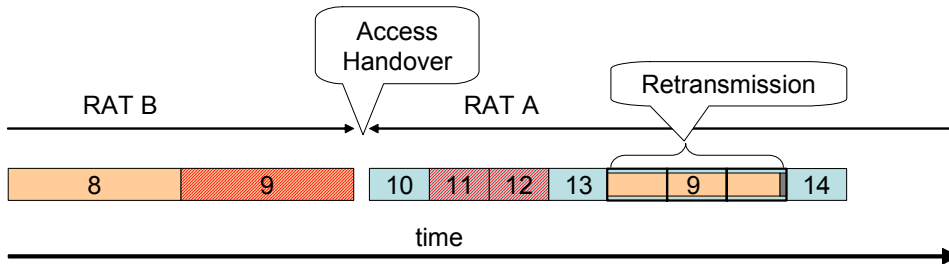 Access
Handover
Retransmission
RAT B
RAT A
8
9
10
11
12
13
9
14
time